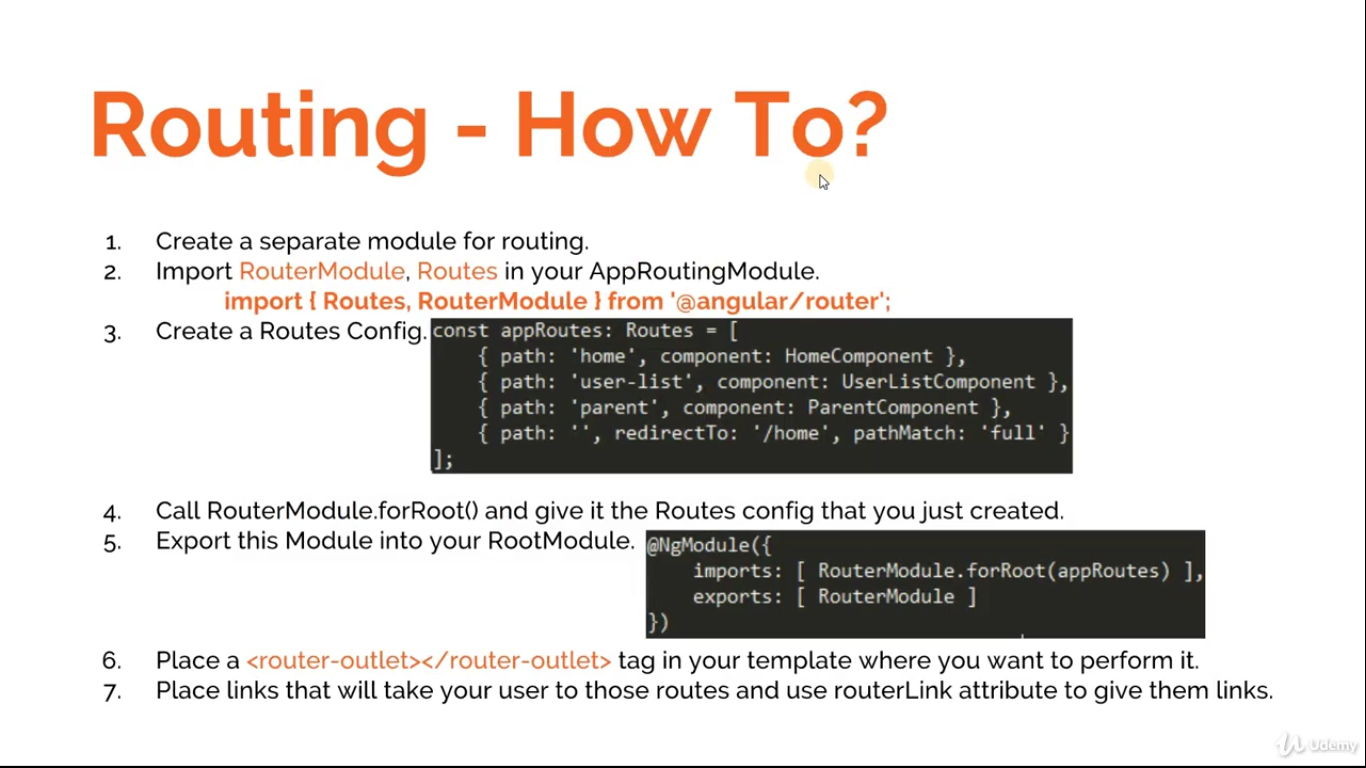 Routing - How To?
1. Create a separate module for routing.
2. Import RouterModule, Routes in your AppRoutingModule.
import { Routes, RouterModule } from '@angular/router';
3. Create a Routes Config.
const appRoutes: Routes = [
    { path: 'home', component: HomeComponent },
    { path: 'user-list', component: UserListComponent },
    { path: 'parent', component: ParentComponent },
    { path: '', redirectTo: '/home', pathMatch: 'full' }
];
4. Call RouterModule.forRoot() and give it the Routes config that you just created.
5. Export this Module into your RootModule.
@NgModule({
    imports: [ RouterModule.forRoot(appRoutes) ],
    exports: [ RouterModule ]
})
6. Place a <router-outlet></router-outlet> tag in your template where you want to perform it.
7. Place links that will take your user to those routes and use routerLink attribute to give them links.
Udemy